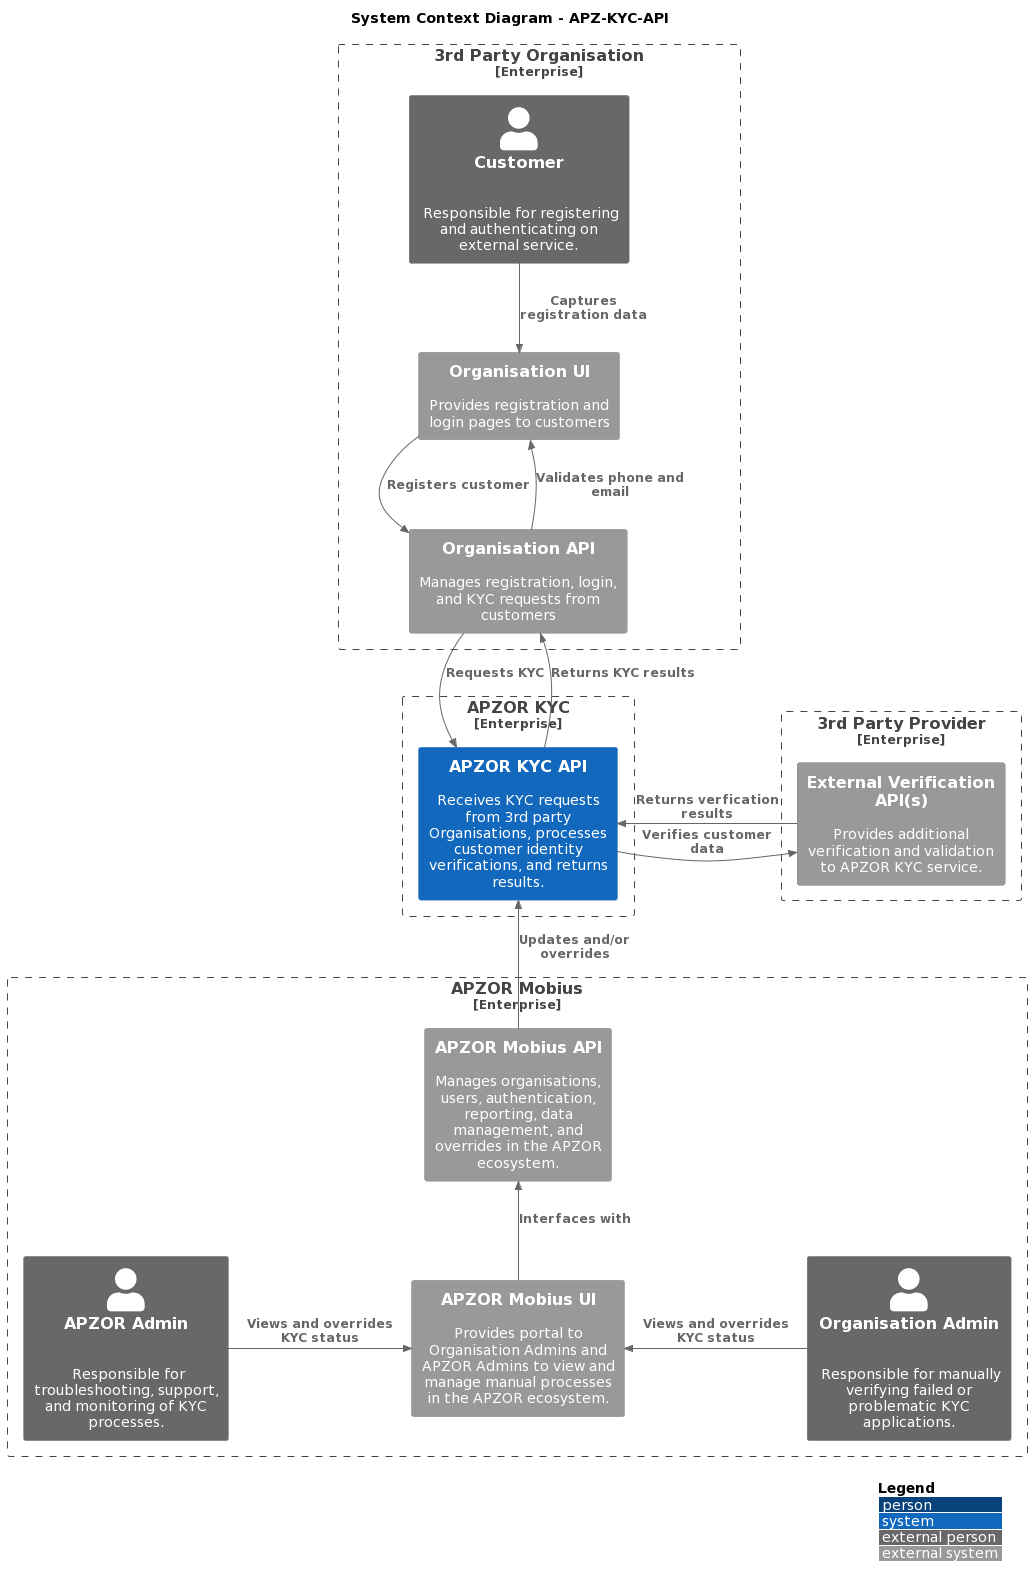 System Context Diagram - APZ-KYC-API
3rd Party Organisation
[Enterprise]
Customer
Responsible for registering
and authenticating on
external service.
Captures
registration data
Organisation UI
Provides registration and
login pages to customers
Registers customer
Validates phone and
email
Organisation API
Manages registration, login,
and KYC requests from
customers
Requests KYC
Returns KYC results
APZOR KYC
[Enterprise]
APZOR KYC API
Receives KYC requests
from 3rd party
Organisations, processes
customer identity
verifications, and returns
results.
Returns verfication
results
Verifies customer
data
3rd Party Provider
[Enterprise]
External Verification
API(s)
Provides additional
verification and validation
to APZOR KYC service.
Updates and/or
overrides
APZOR Mobius
[Enterprise]
APZOR Mobius API
Manages organisations,
users, authentication,
reporting, data
management, and
overrides in the APZOR
ecosystem.
Interfaces with
APZOR Admin
Responsible for
troubleshooting, support,
and monitoring of KYC
processes.
Views and overrides
KYC status
APZOR Mobius UI
Provides portal to
Organisation Admins and
APZOR Admins to view and
manage manual processes
in the APZOR ecosystem.
Views and overrides
KYC status
Organisation Admin
Responsible for manually
verifying failed or
problematic KYC
applications.
Legend
person
system
external person
external system